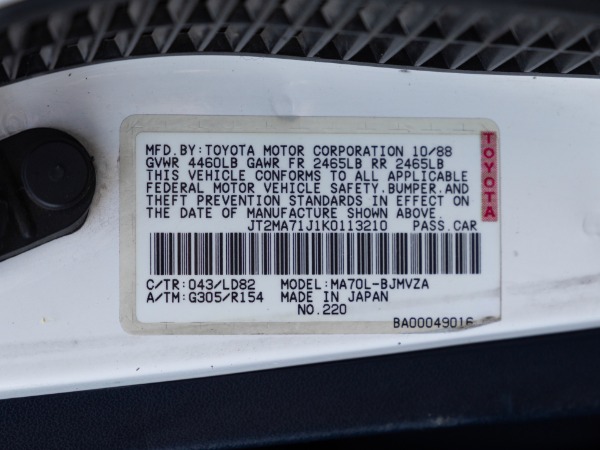 MFD.BY:TOYOTA MOTOR CORPORATION 10/88
GVWR 4460LB GAWR FR 2465LB RR 2465LB
THIS VEHICLE CONFORMS TO ALL APPLICABLE
FEDERAL MOTOR VEHICLE SAFETY,BUMPER,AND
THEFT PREVENTION STANDARDS IN EFFECT ON
THE DATE OF MANUFACTURE SHOWN ABOVE.
JT2MA71J1K0113210 PASS.CAR
C/TR:043/LD82 MODEL:MA70L-BJMVZA
A/TM:G305/R154 MADE IN JAPAN
NO.220
BA00049016
TOYOTA